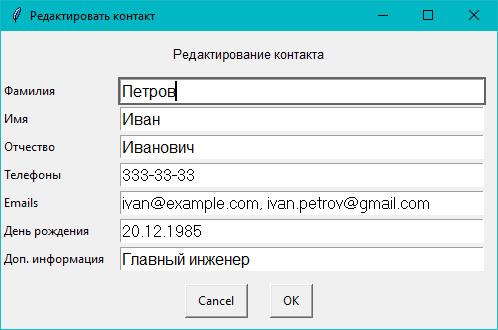 Редактировать контакт
Редактирование контакта
Фамилия Петров
Имя Иван
Отчество Иванович
Телефоны 333-33-33
Emails ivan@example.com, ivan.petrov@gmail.com
День рождения 20.12.1985
Доп. информация Главный инженер
Cancel OK